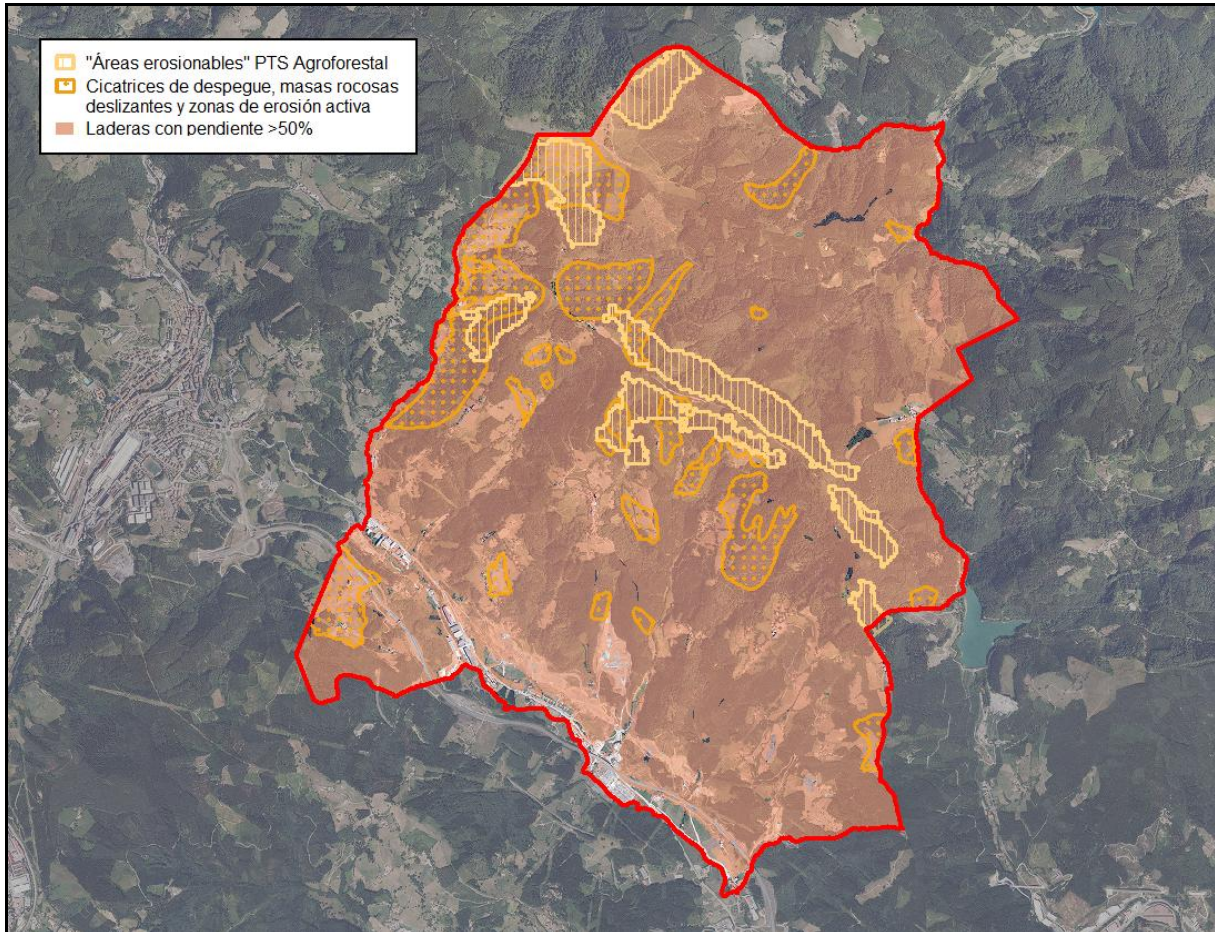 "Áreas erosionables" PTS Agroforestal
Cicatrices de despegue, masas rocosas
deslizantes y zonas de erosión activa
Laderas con pendiente >50%